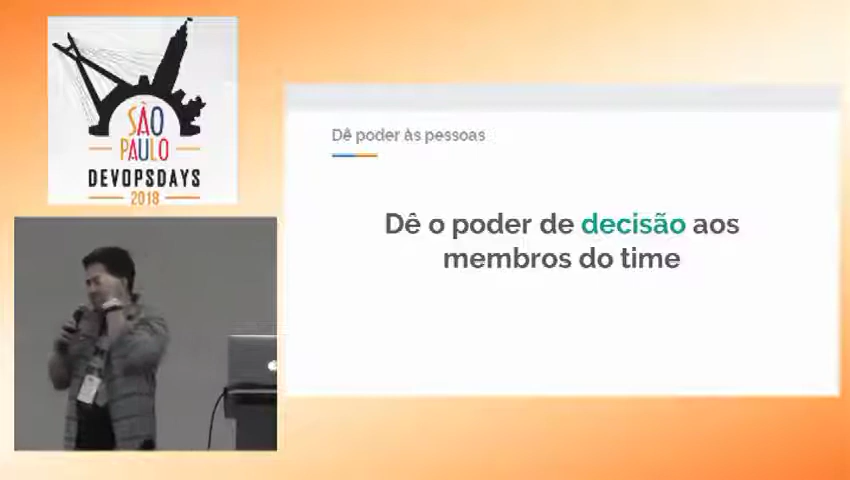 SÃO
PAULO
DEVOPSDAYS
2018
Dê poder às pessoas
Dê o poder de decisão aos
membros do time